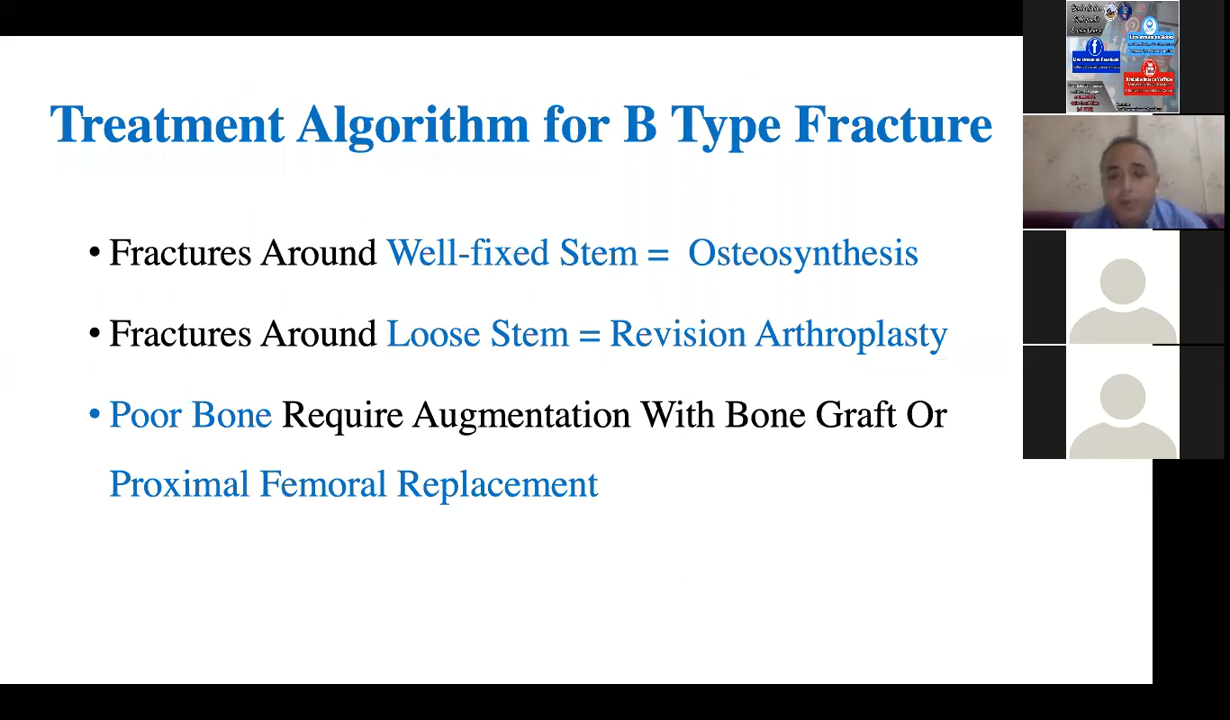 Treatment Algorithm for B Type Fracture
• Fractures Around Well-fixed Stem = Osteosynthesis
• Fractures Around Loose Stem = Revision Arthroplasty
• Poor Bone Require Augmentation With Bone Graft Or
Proximal Femoral Replacement